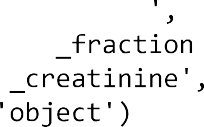 ',
_fraction
_creatinine',
'object')